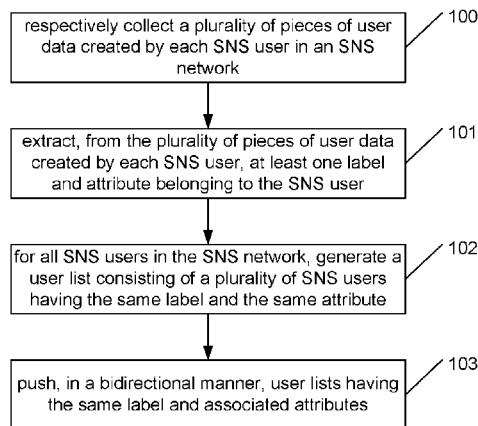 respectively collect a plurality of pieces of user
data created by each SNS user in an SNS
network
100
extract, from the plurality of pieces of user data
created by each SNS user, at least one label
and attribute belonging to the SNS user
101
for all SNS users in the SNS network, generate a
user list consisting of a plurality of SNS users
having the same label and the same attribute
102
push, in a bidirectional manner, user lists having
the same label and associated attributes
103